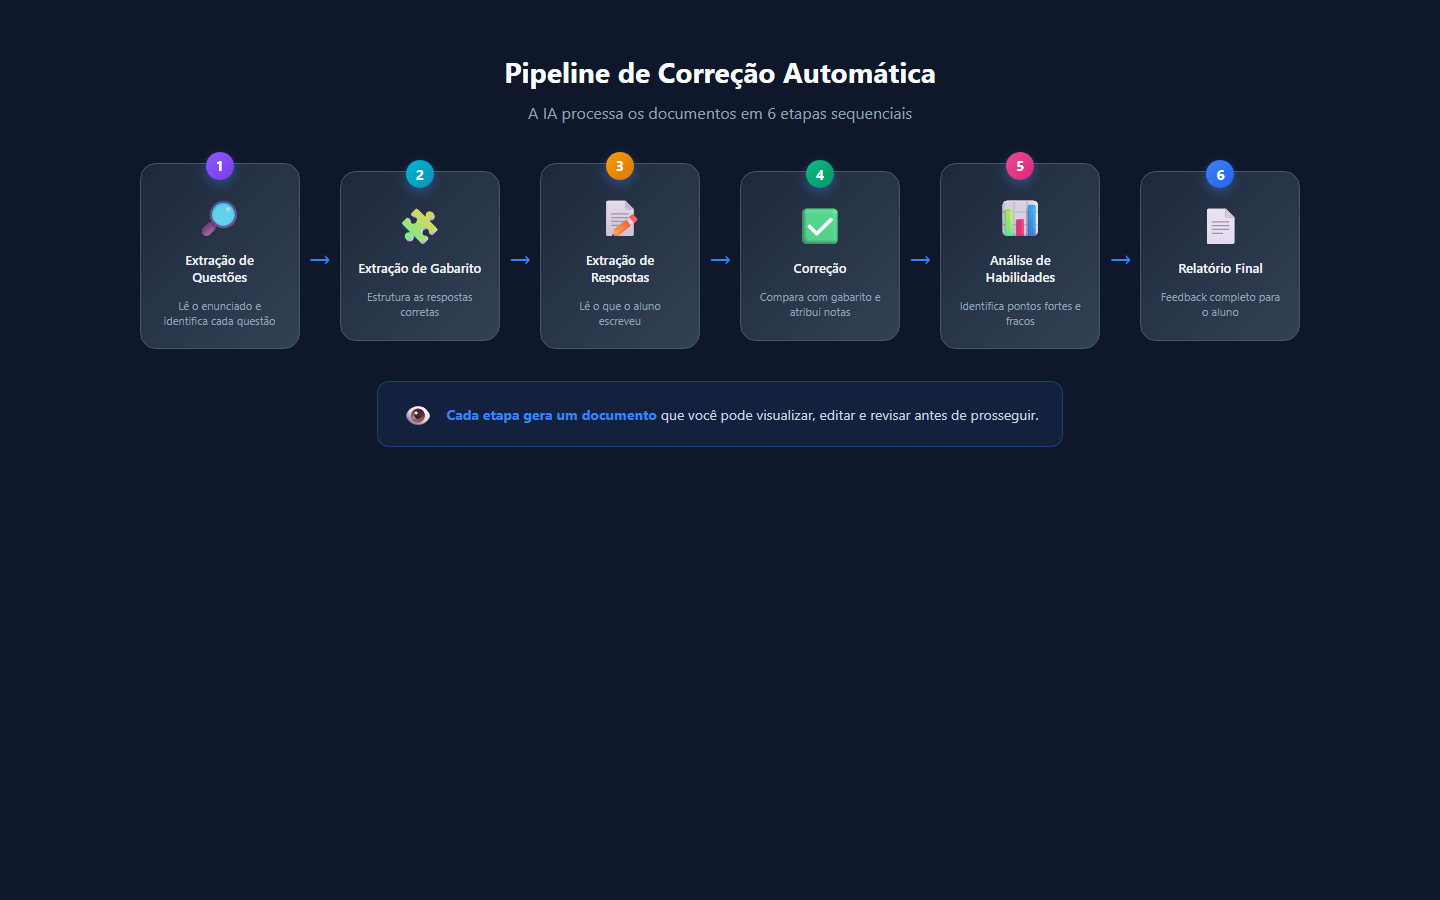 Pipeline de Correção Automática
A IA processa os documentos em 6 etapas sequenciais
1
Extração de
Questões
Lê o enunciado e
identifica cada questão
→
2
Extração de Gabarito
Estrutura as respostas
corretas
→
3
Extração de
Respostas
Lê o que o aluno
escreveu
→
4
Correção
Compara com gabarito e
atribui notas
→
5
Análise de
Habilidades
Identifica pontos fortes e
fracos
→
6
Relatório Final
Feedback completo para
o aluno
Cada etapa gera um documento que você pode visualizar, editar e revisar antes de prosseguir.